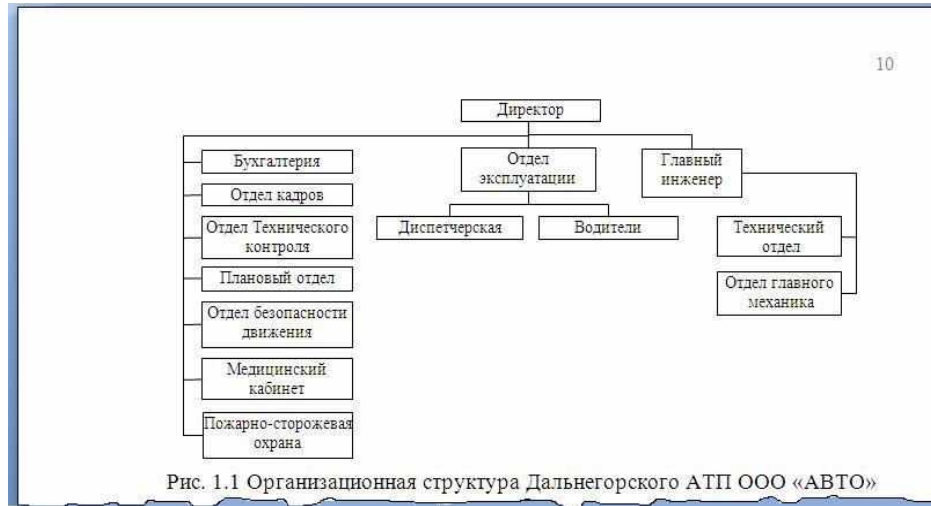 10
Директор
Бухгалтерия
Отдел кадров
Отдел Технического
контроля
Плановый отдел
Отдел безопасности
движения
Медицинский
кабинет
Пожарно-сторожевая
охрана
Отдел
эксплуатации
Диспетчерская
Водители
Главный
инженер
Технический
отдел
Отдел главного
механика
Рис. 1.1 Организационная структура Дальнегорского АТП ООО «АВТО»